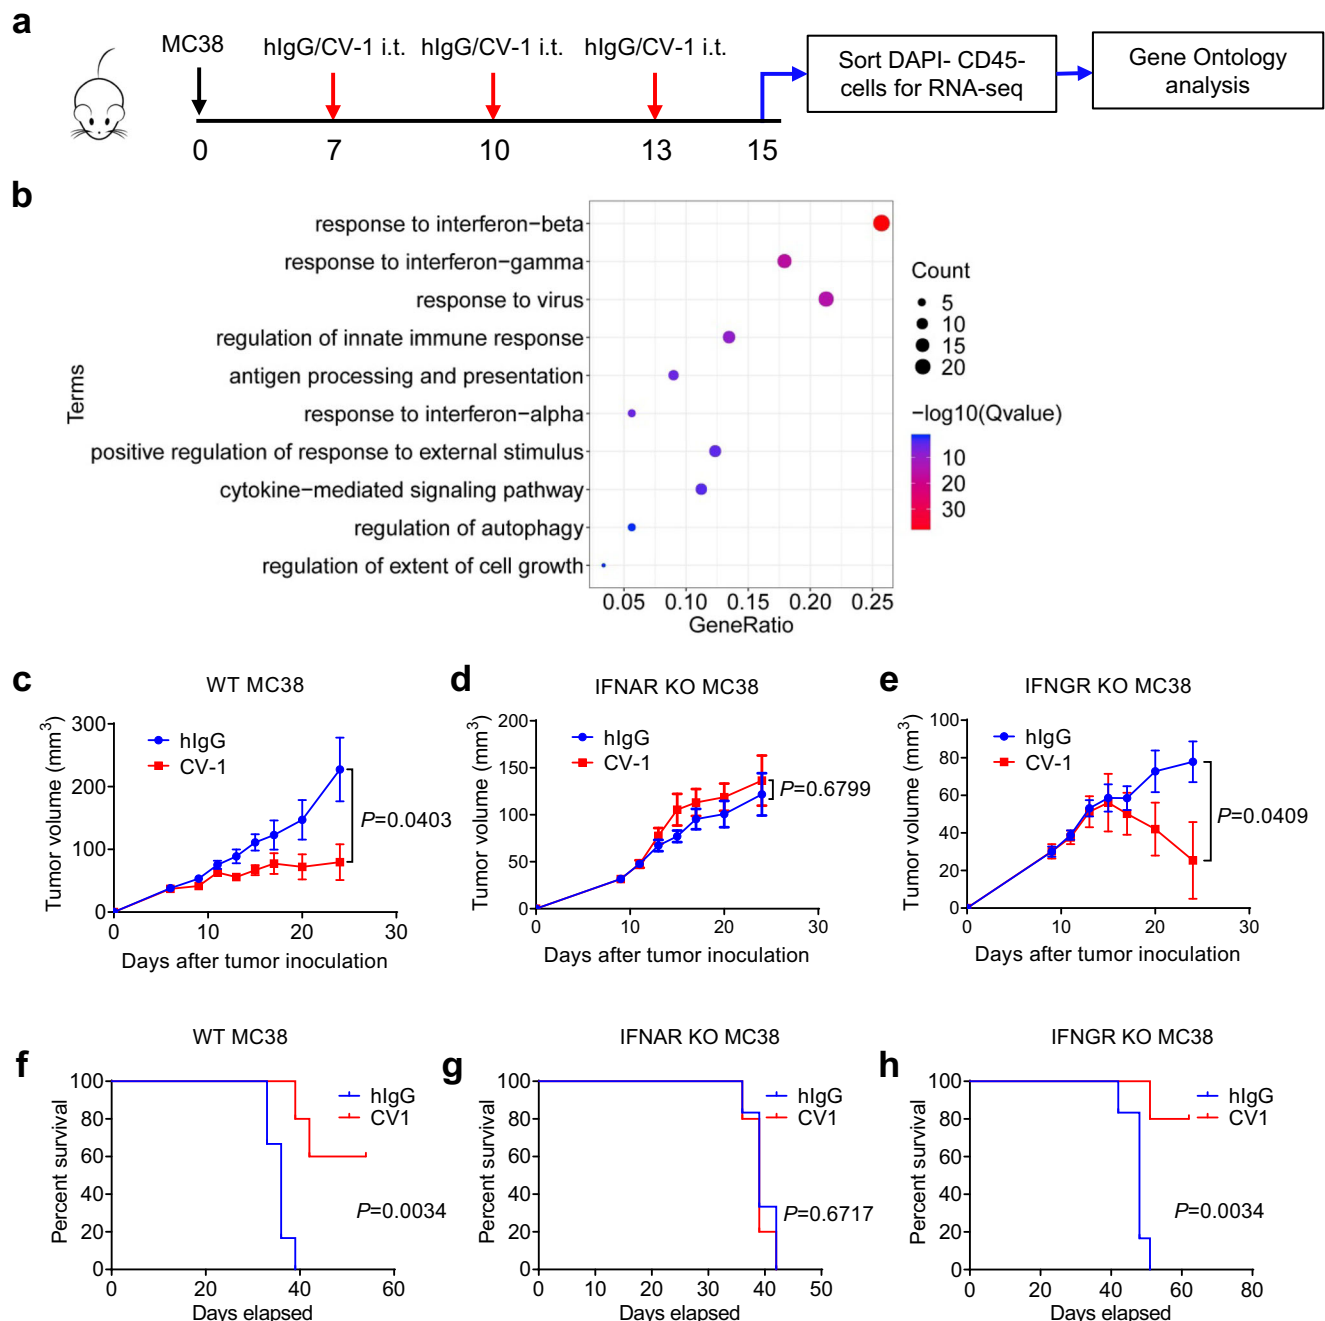 a
MC38
hIgG/CV-1 i.t.
hIgG/CV-1 i.t.
hIgG/CV-1 i.t.
0
7
10
13
15
Sort DAPI- CD45-
cells for RNA-seq
Gene Ontology
analysis
b
Terms
response to interferon−beta
response to interferon−gamma
response to virus
regulation of innate immune response
antigen processing and presentation
response to interferon−alpha
positive regulation of response to external stimulus
cytokine−mediated signaling pathway
regulation of autophagy
regulation of extent of cell growth
0.05 0.10 0.15 0.20 0.25
GeneRatio
Count
5
10
15
20
−log10(Qvalue)
10
20
30
c
WT MC38
Tumor volume (mm³)
300
200
100
0
0 10 20 30
Days after tumor inoculation
hIgG
CV-1
P=0.0403
d
IFNAR KO MC38
Tumor volume (mm³)
200
150
100
50
0
0 10 20 30
Days after tumor inoculation
hIgG
CV-1
P=0.6799
e
IFNGR KO MC38
Tumor volume (mm³)
100
80
60
40
20
0
0 10 20 30
Days after tumor inoculation
hIgG
CV-1
P=0.0409
f
WT MC38
Percent survival
100
80
60
40
20
0
0 20 40 60
Days elapsed
hIgG
CV1
P=0.0034
g
IFNAR KO MC38
Percent survival
100
80
60
40
20
0
0 10 20 30 40 50
Days elapsed
hIgG
CV1
P=0.6717
h
IFNGR KO MC38
Percent survival
100
80
60
40
20
0
0 20 40 60 80
Days elapsed
hIgG
CV1
P=0.0034